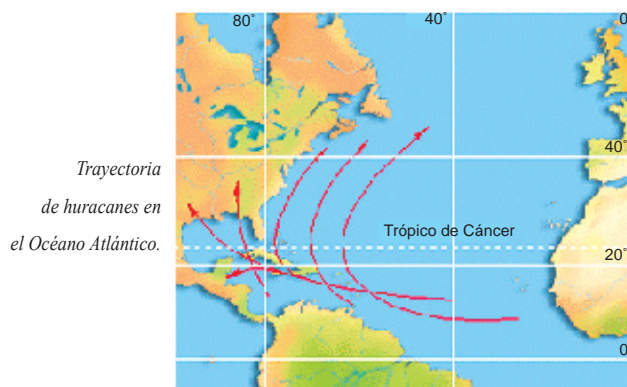 80˚ 40˚ 0
40˚
Trayectoria
de huracanes en
el Océano Atlántico.
Trópico de Cáncer
20˚
0